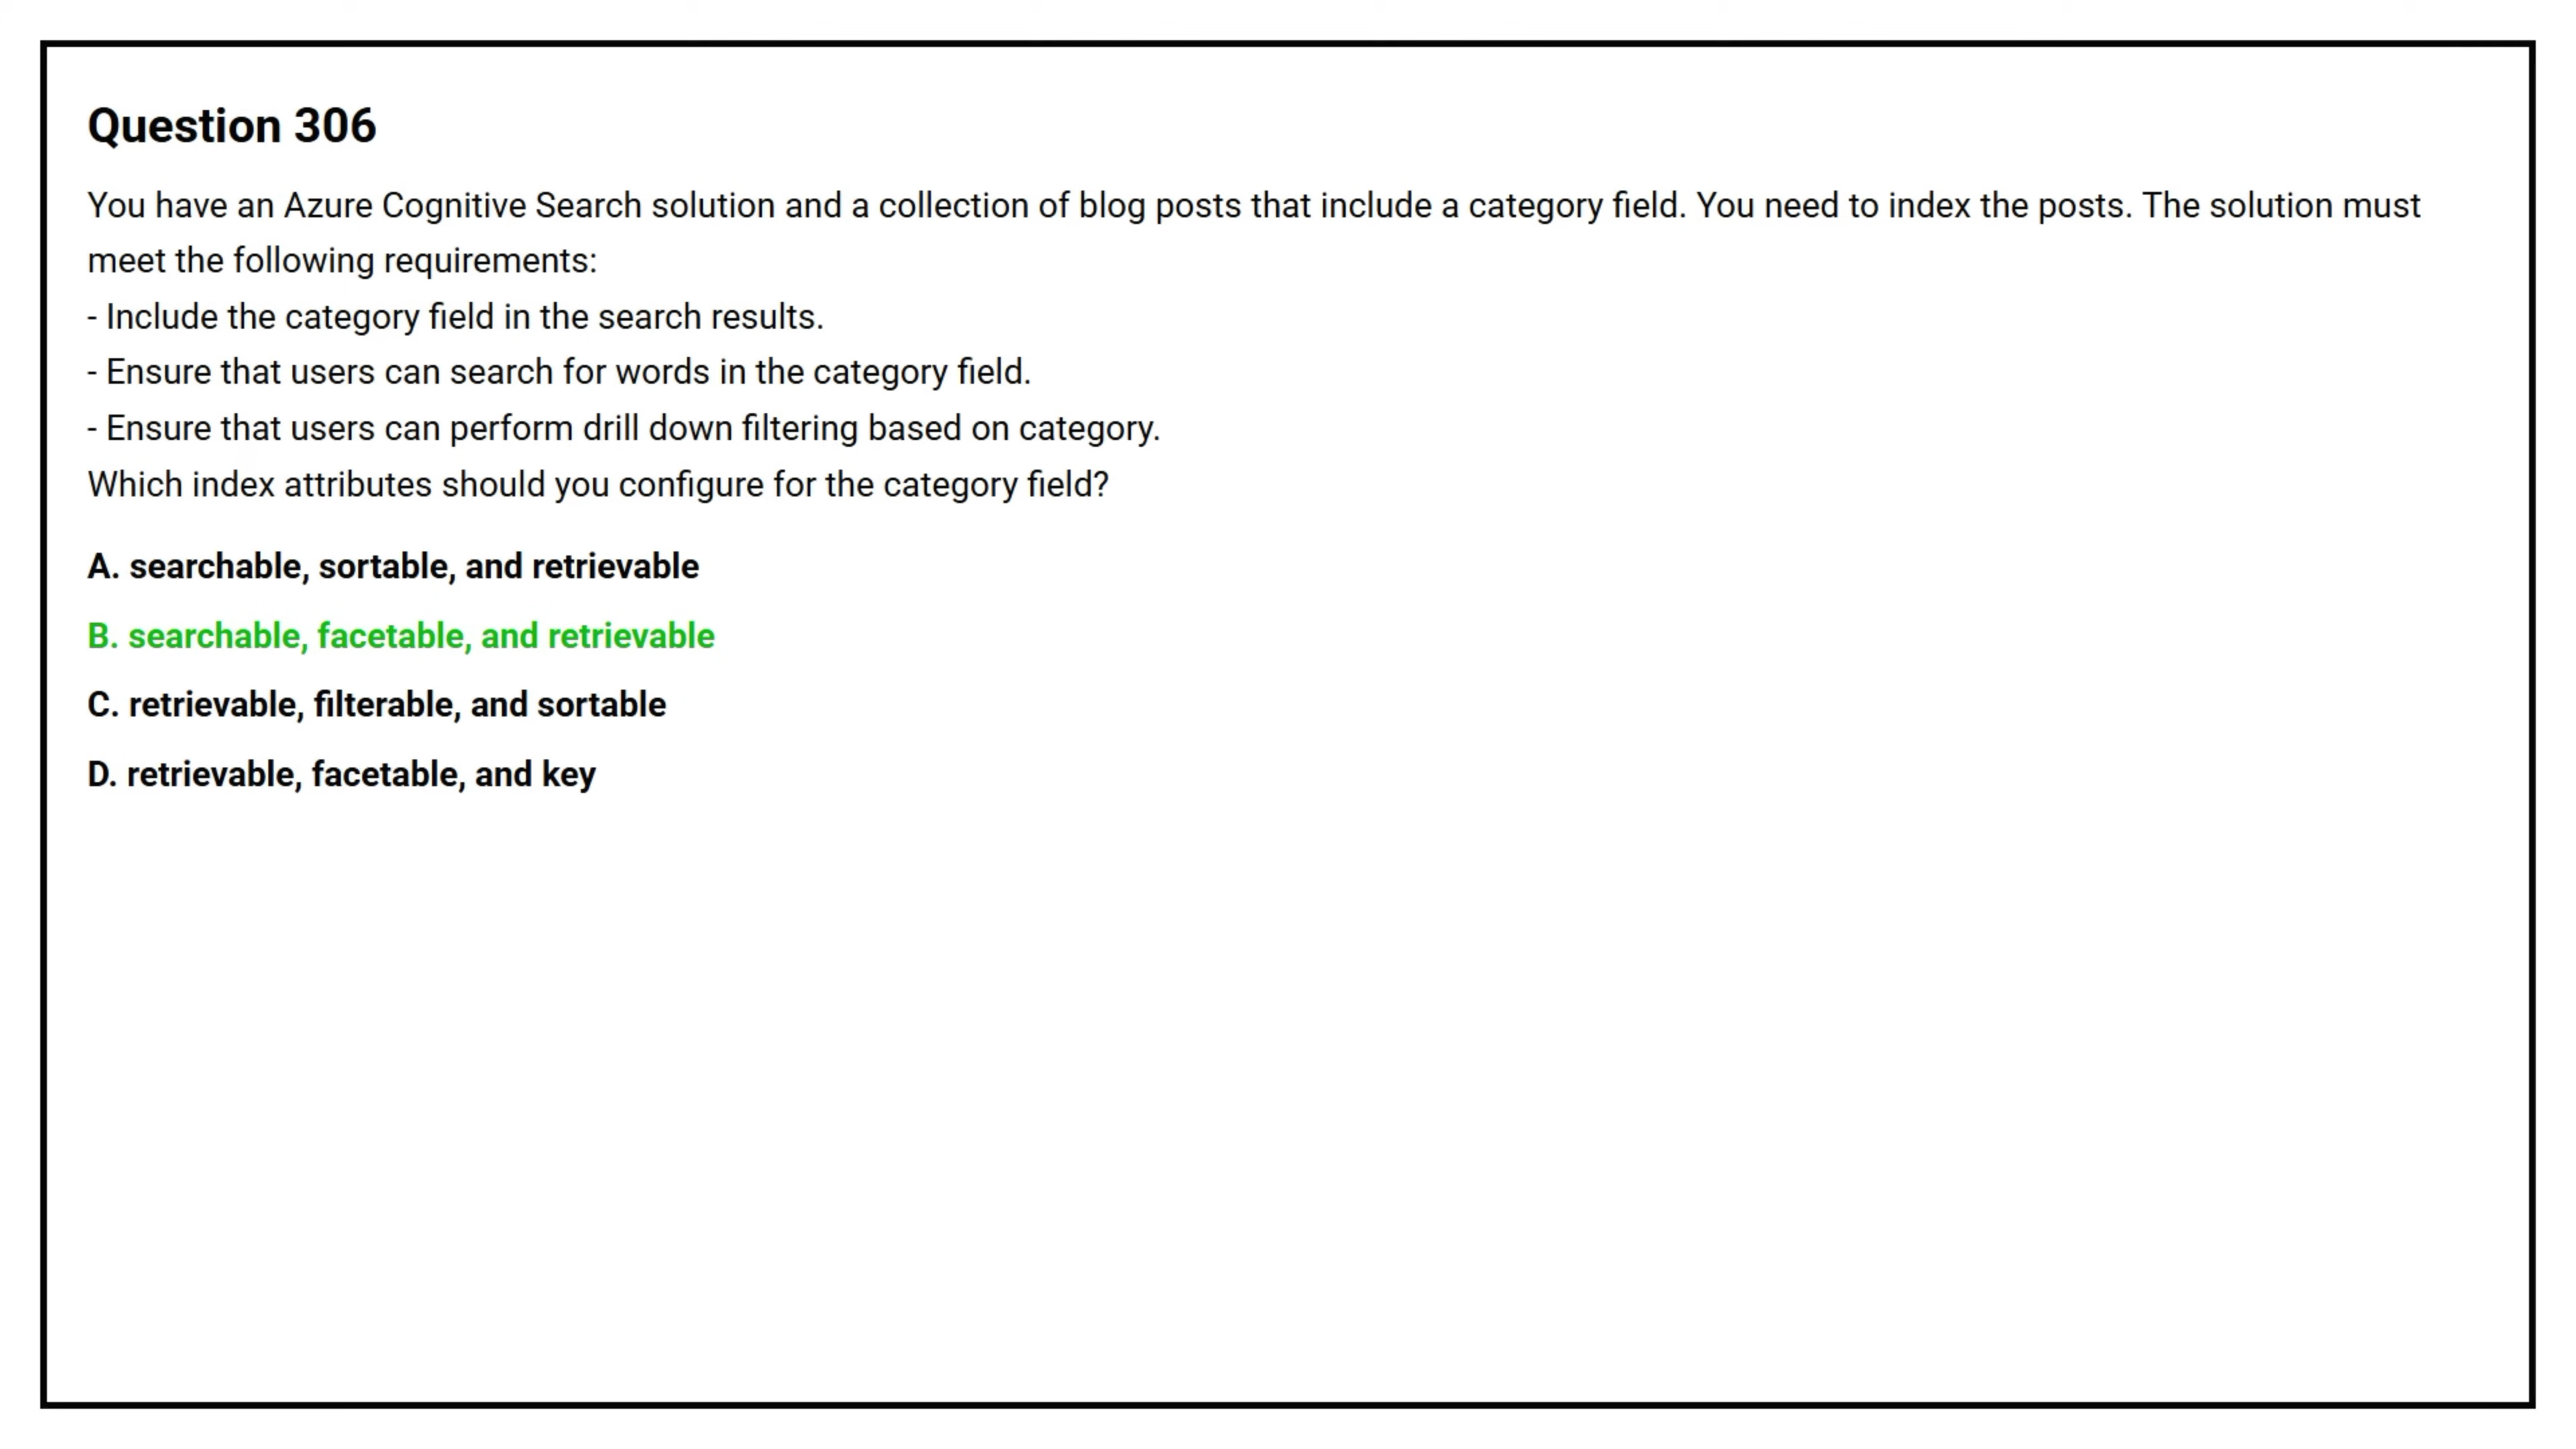 Question 306
You have an Azure Cognitive Search solution and a collection of blog posts that include a category field. You need to index the posts. The solution must
meet the following requirements:
- Include the category field in the search results.
- Ensure that users can search for words in the category field.
- Ensure that users can perform drill down filtering based on category.
Which index attributes should you configure for the category field?
A. searchable, sortable, and retrievable
B. searchable, facetable, and retrievable
C. retrievable, filterable, and sortable
D. retrievable, facetable, and key